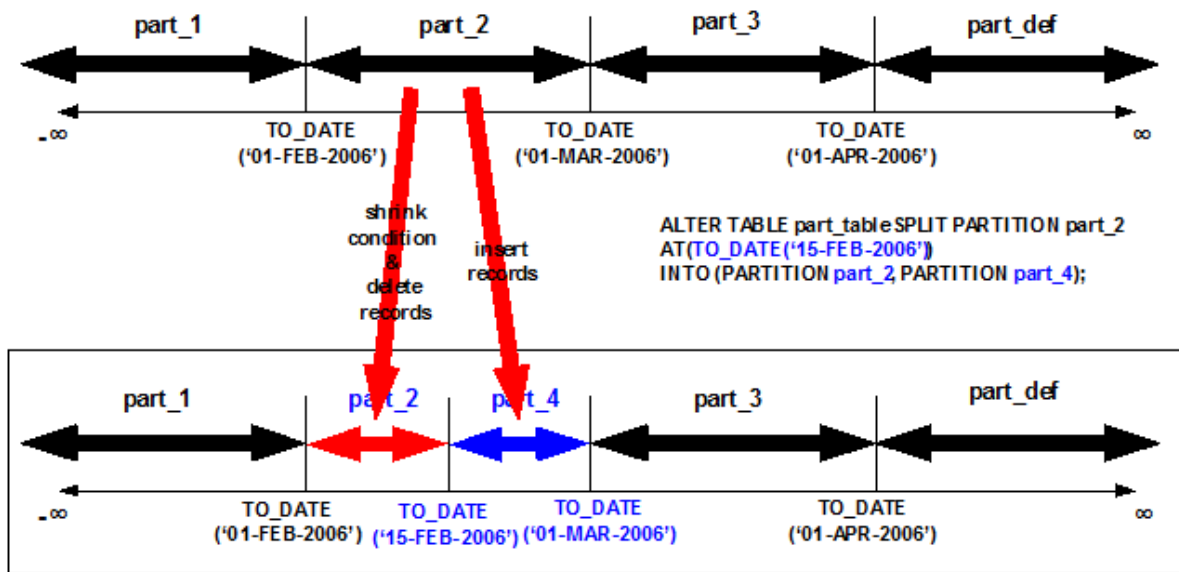 part_1 part_2 part_3 part_def
-∞ TO_DATE TO_DATE TO_DATE ∞
(‘01-FEB-2006’) (‘01-MAR-2006’) (‘01-APR-2006’)
shrink
condition
&
delete
records
insert
records
ALTER TABLE part_table SPLIT PARTITION part_2
AT(TO_DATE(‘15-FEB-2006’))
INTO (PARTITION part_2, PARTITION part_4);
part_1 part_2 part_4 part_3 part_def
-∞ TO_DATE TO_DATE TO_DATE TO_DATE ∞
(‘01-FEB-2006’) (‘15-FEB-2006’) (‘01-MAR-2006’) (‘01-APR-2006’)